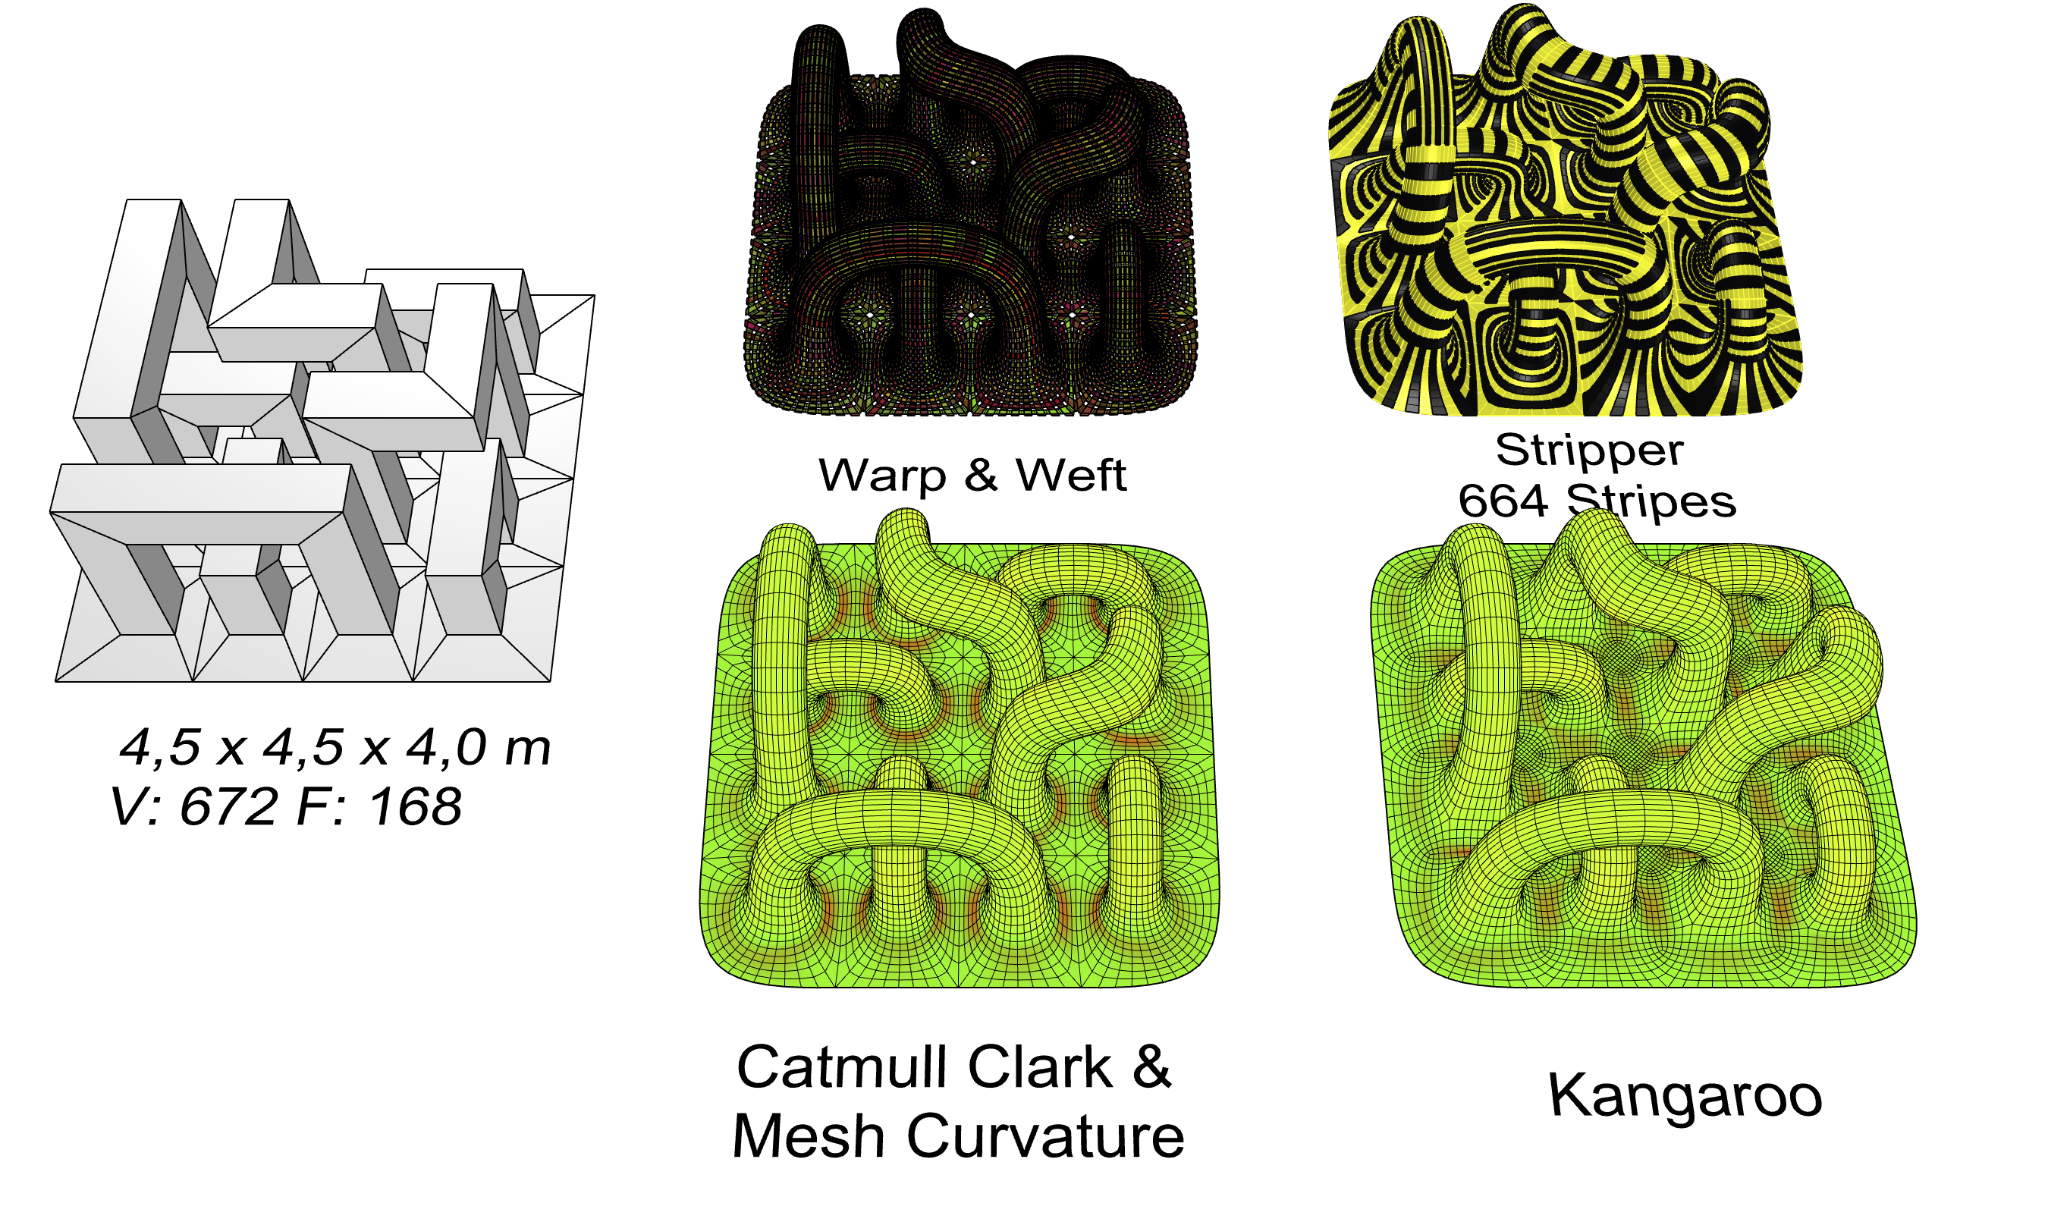 Warp & Weft
Stripper
664 Stripes
4,5 x 4,5 x 4,0 m
V: 672 F: 168
Catmull Clark &
Mesh Curvature
Kangaroo